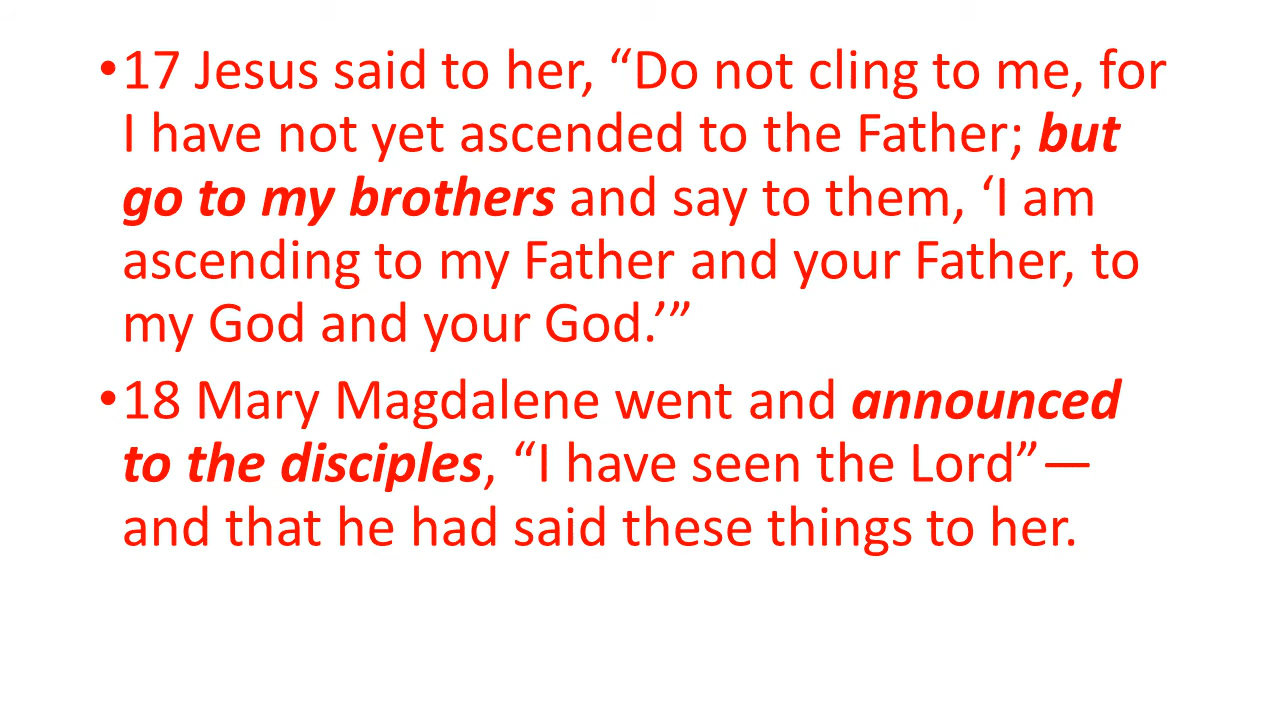 •17 Jesus said to her, “Do not cling to me, for
I have not yet ascended to the Father; but
go to my brothers and say to them, ‘I am
ascending to my Father and your Father, to
my God and your God.’”
•18 Mary Magdalene went and announced
to the disciples, “I have seen the Lord”—
and that he had said these things to her.